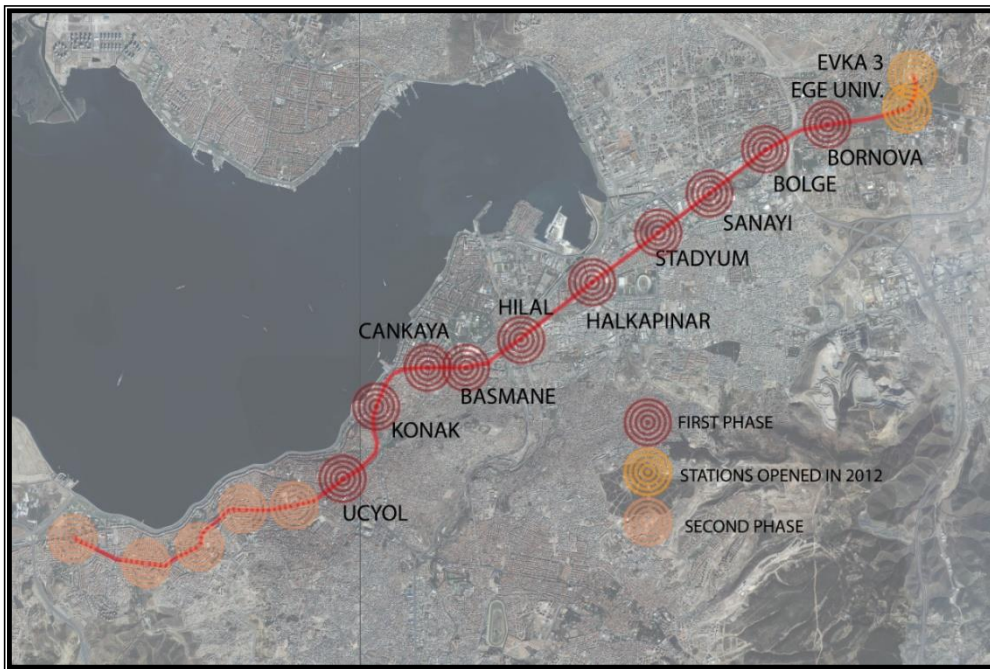 EVKA 3
EGE UNIV.
BORNOVA
BOLGE
SANAYI
STADYUM
HILAL
HALKAPINAR
CANKAYA
BASMANE
KONAK
UCYOL
FIRST PHASE
STATIONS OPENED IN 2012
SECOND PHASE